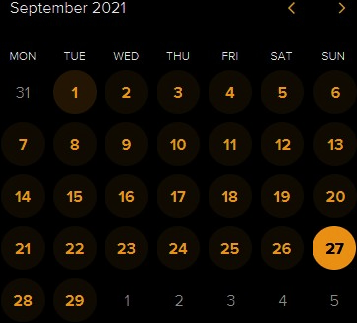 September 2021
MON TUE WED THU FRI SAT SUN
31 1 2 3 4 5 6
7 8 9 10 11 12 13
14 15 16 17 18 19 20
21 22 23 24 25 26 27
28 29 1 2 3 4 5